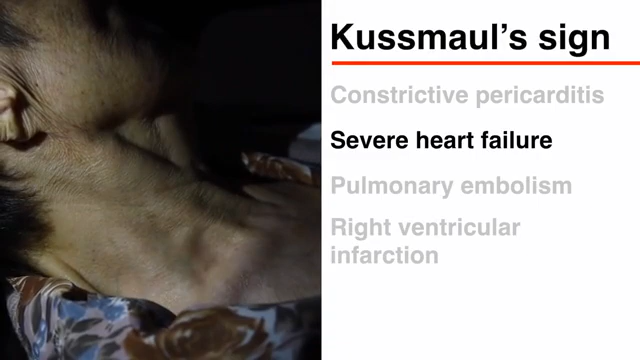 Kussmaul’s sign
Constrictive pericarditis
Severe heart failure
Pulmonary embolism
Right ventricular
infarction